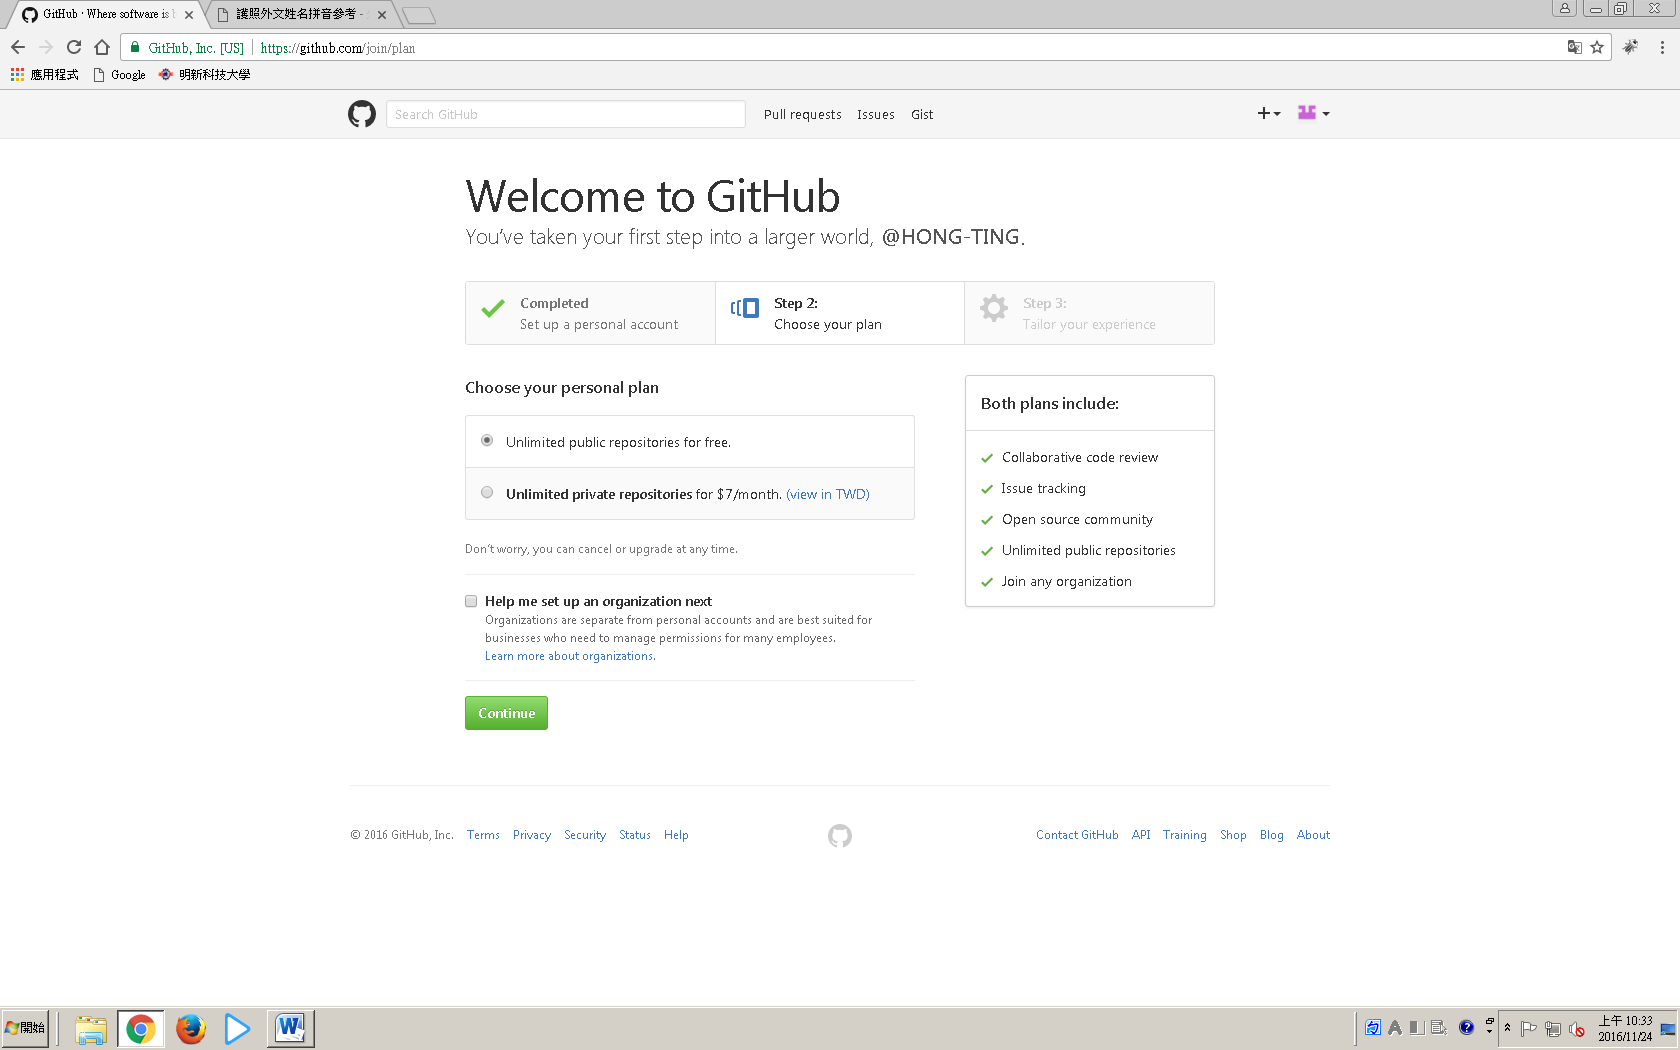 GitHub · Where software is
護照外文姓名拼音參考 -
GitHub, Inc. [US] https://github.com/join/plan
應用程式 Google 明新科技大學
Search GitHub Pull requests Issues Gist
Welcome to GitHub
You've taken your first step into a larger world, @HONG-TING.
Completed
Set up a personal account
Step 2:
Choose your plan
Step 3:
Tailor your experience
Choose your personal plan
Unlimited public repositories for free.
Unlimited private repositories for $7/month. (view in TWD)
Don't worry, you can cancel or upgrade at any time.
Help me set up an organization next
Organizations are separate from personal accounts and are best suited for
businesses who need to manage permissions for many employees.
Learn more about organizations.
Continue
Both plans include:
Collaborative code review
Issue tracking
Open source community
Unlimited public repositories
Join any organization
© 2016 GitHub, Inc. Terms Privacy Security Status Help
Contact GitHub API Training Shop Blog About
開始
上午 10:33
2016/11/24